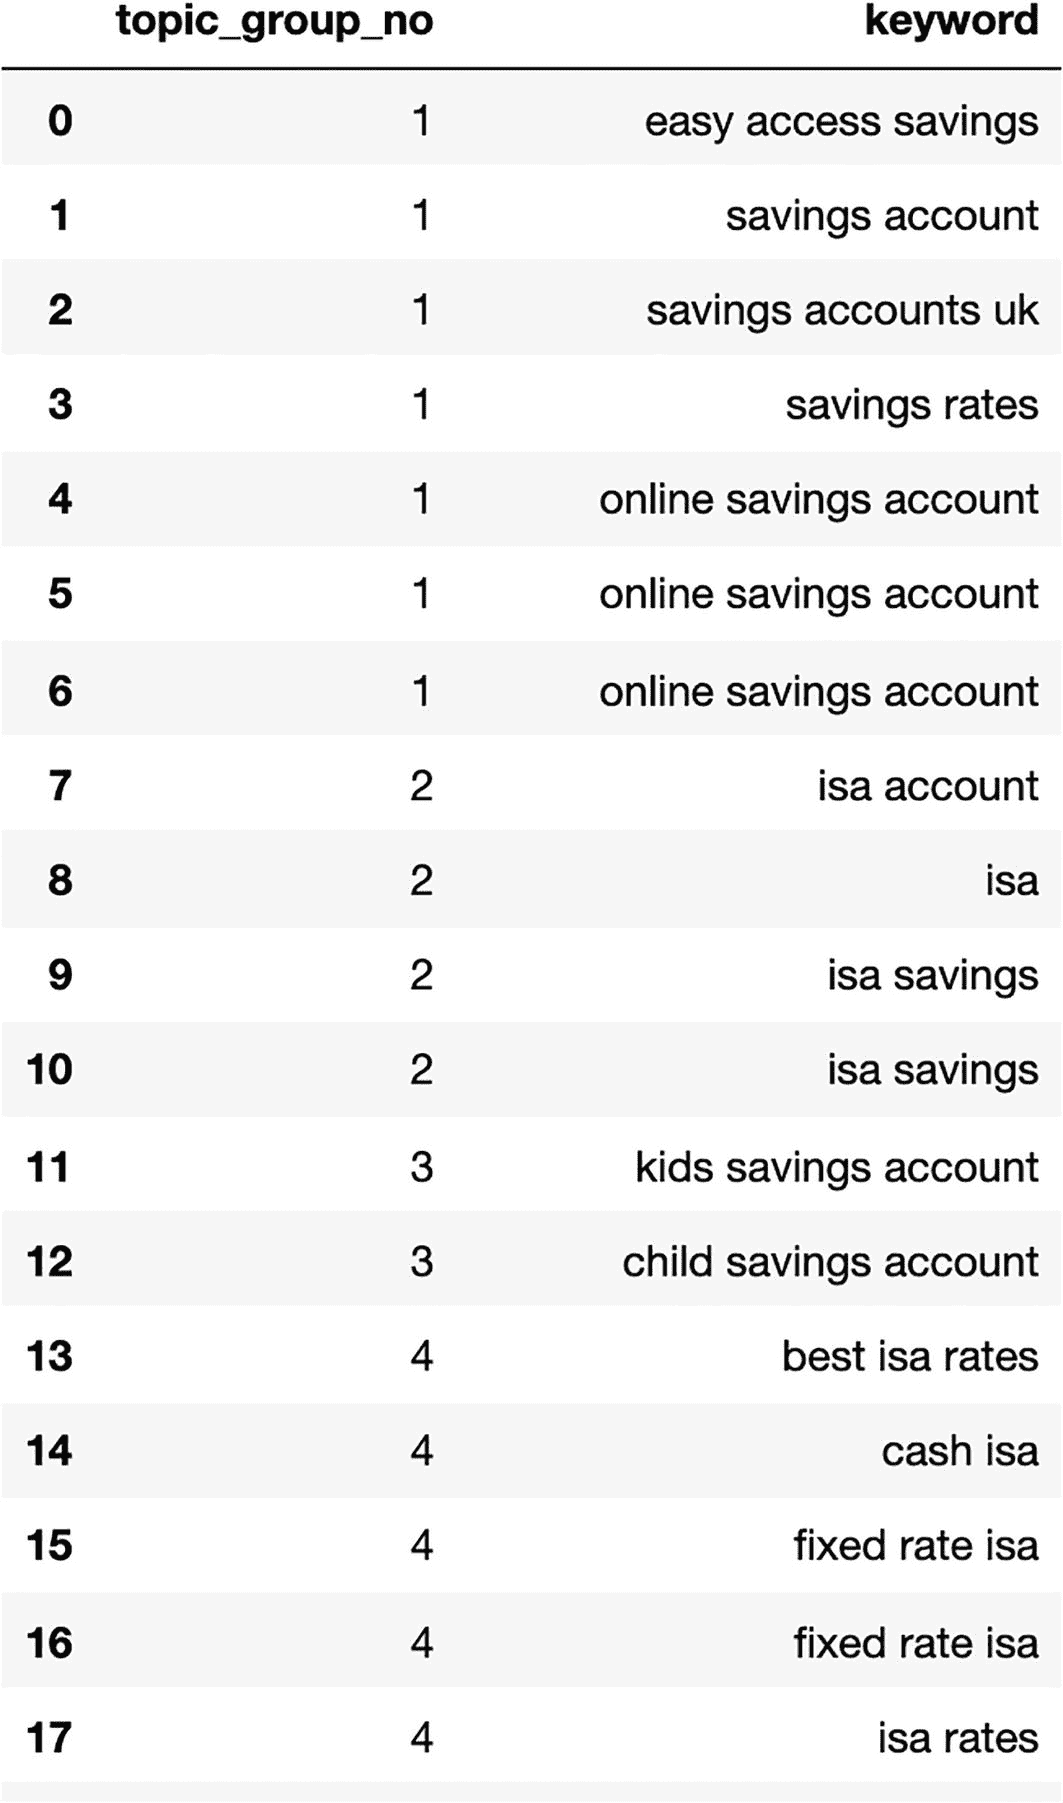 topic_group_no keyword
0 1 easy access savings
1 1 savings account
2 1 savings accounts uk
3 1 savings rates
4 1 online savings account
5 1 online savings account
6 1 online savings account
7 2 isa account
8 2 isa
9 2 isa savings
10 2 isa savings
11 3 kids savings account
12 3 child savings account
13 4 best isa rates
14 4 cash isa
15 4 fixed rate isa
16 4 fixed rate isa
17 4 isa rates